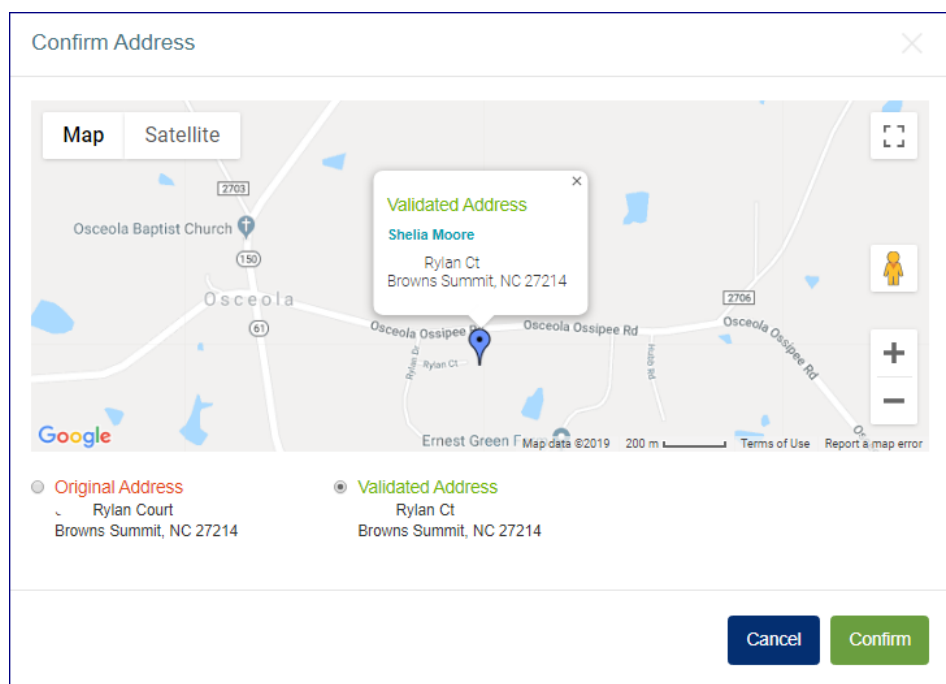 Confirm Address
Map
Satellite
2703
Osceola Baptist Church
150
Osceola
61
Validated Address
Shelia Moore
Rylan Ct
Browns Summit, NC 27214
2706
Osceola Ossipee
Osceola Ossipee Rd
Osceola Ossipee Rd
Rylan Dr
Rylan Ct
Hubb Rd
Google
Ernest Green
Map data ©2019
200 m
Terms of Use
Report a map error
Original Address
Rylan Court
Browns Summit, NC 27214
Validated Address
Rylan Ct
Browns Summit, NC 27214
Cancel
Confirm